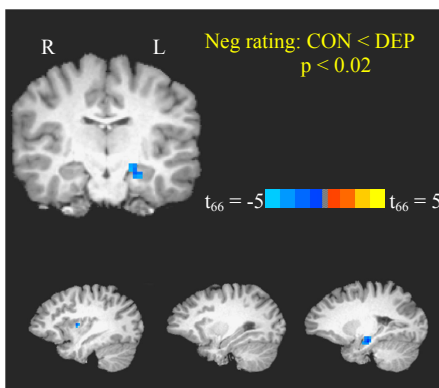 R L
Neg rating: CON < DEP
p < 0.02
t66 = -5 t66 = 5